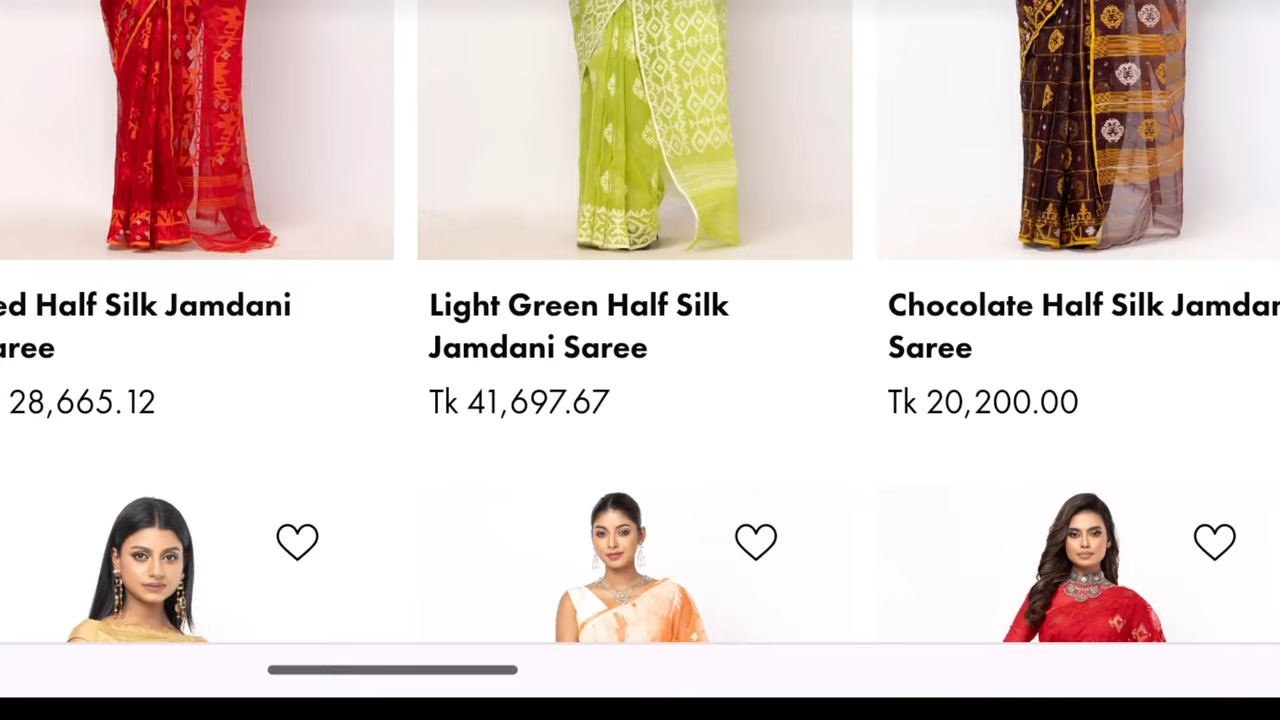 ed Half Silk Jamdani
aree
28,665.12
Light Green Half Silk
Jamdani Saree
Tk 41,697.67
Chocolate Half Silk Jamdan
Saree
Tk 20,200.00